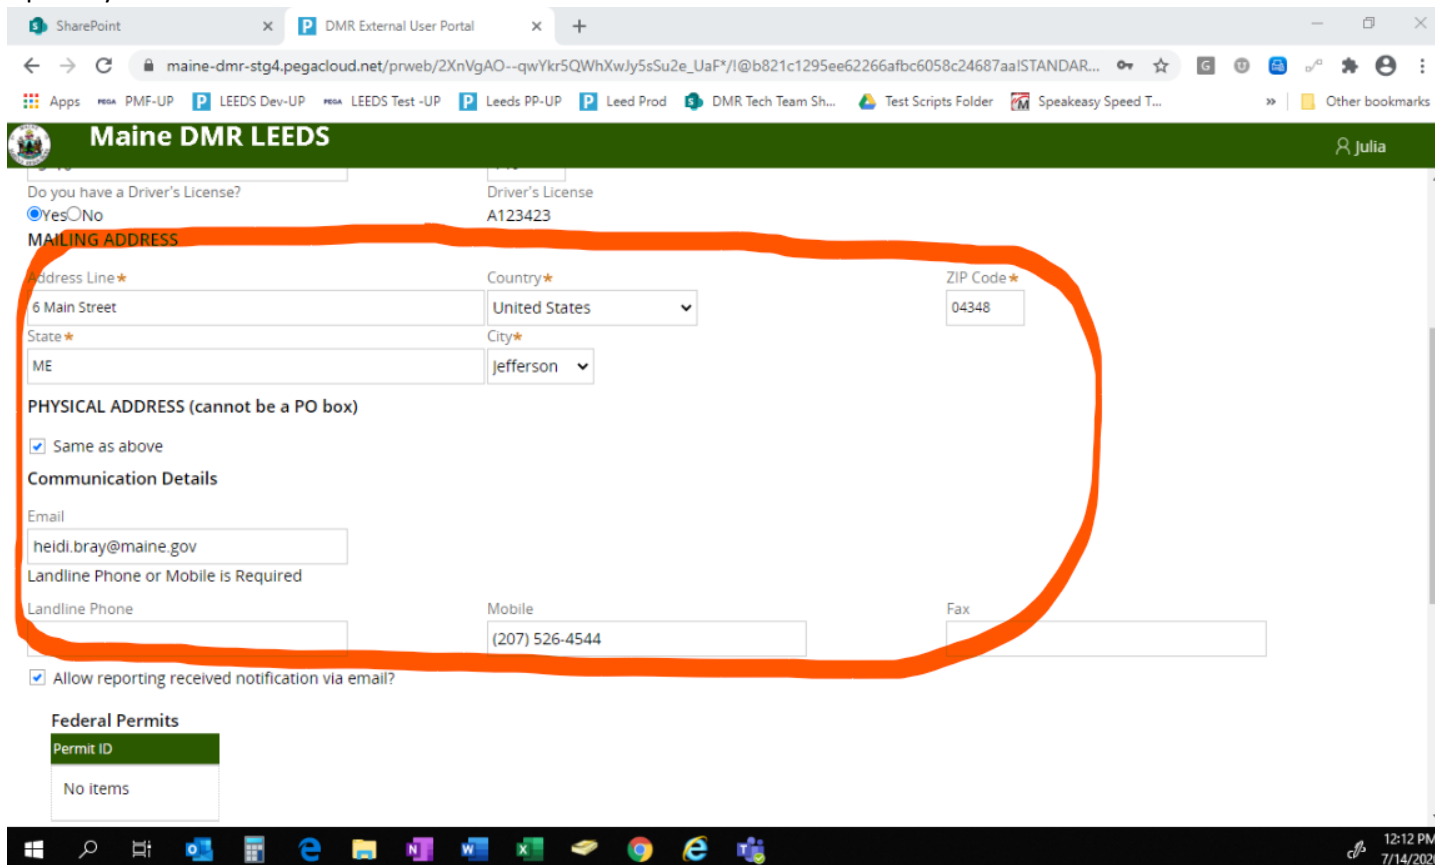 SharePoint DMR External User Portal
maine-dmr-stg4.pegacloud.net/prweb/2XnVgAO--qwYkr5QWhXwJy5sSu2e_UaF*/!@b821c1295ee62266afbc6058c24687aa!STANDAR...
Apps PMF-UP LEEDS Dev-UP LEEDS Test -UP Leeds PP-UP Leed Prod DMR Tech Team Sh... Test Scripts Folder Speakeasy Speed T... » Other bookmarks
Maine DMR LEEDS Julia
Do you have a Driver's License? Driver's License
Yes No A123423
MAILING ADDRESS
Address Line★ Country★ ZIP Code★
6 Main Street United States 04348
State★ City★
ME Jefferson
PHYSICAL ADDRESS (cannot be a PO box)
Same as above
Communication Details
Email
heidi.bray@maine.gov
Landline Phone or Mobile is Required
Landline Phone Mobile Fax
(207) 526-4544
Allow reporting received notification via email?
Federal Permits
Permit ID
No items
12:12 PM